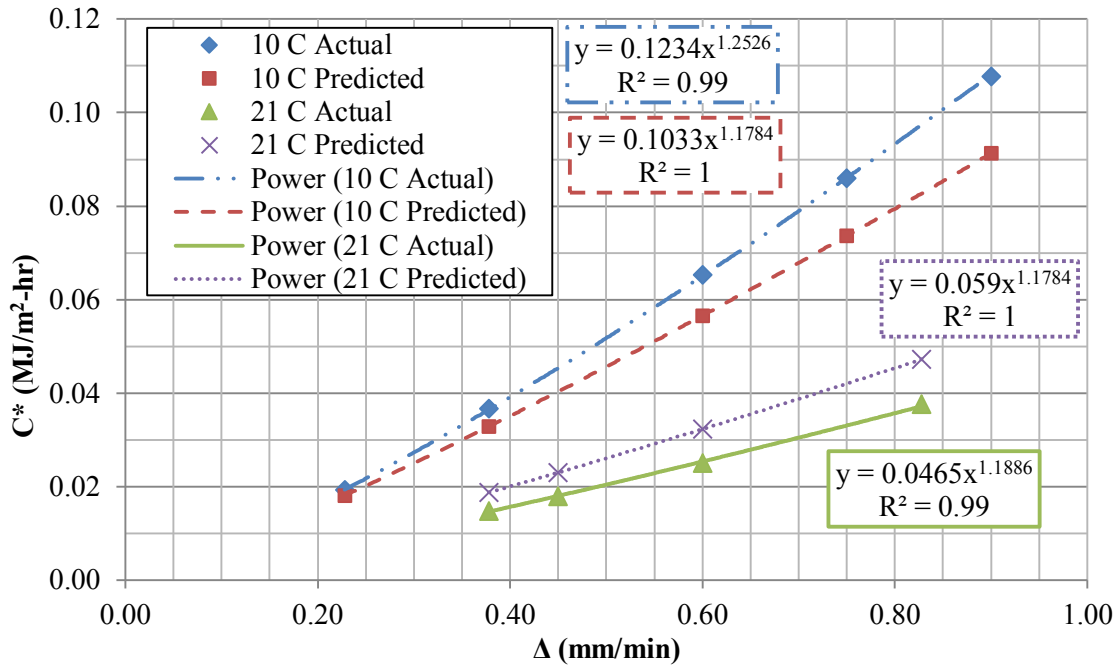 0.12
0.10
0.08
0.06
0.04
0.02
0.00
C* (MJ/m²-hr)
10 C Actual
10 C Predicted
21 C Actual
21 C Predicted
Power (10 C Actual)
Power (10 C Predicted)
Power (21 C Actual)
Power (21 C Predicted)
y = 0.1234x^1.2526
R² = 0.99
y = 0.1033x^1.1784
R² = 1
y = 0.059x^1.1784
R² = 1
y = 0.0465x^1.1886
R² = 0.99
0.00 0.20 0.40 0.60 0.80 1.00
Δ (mm/min)